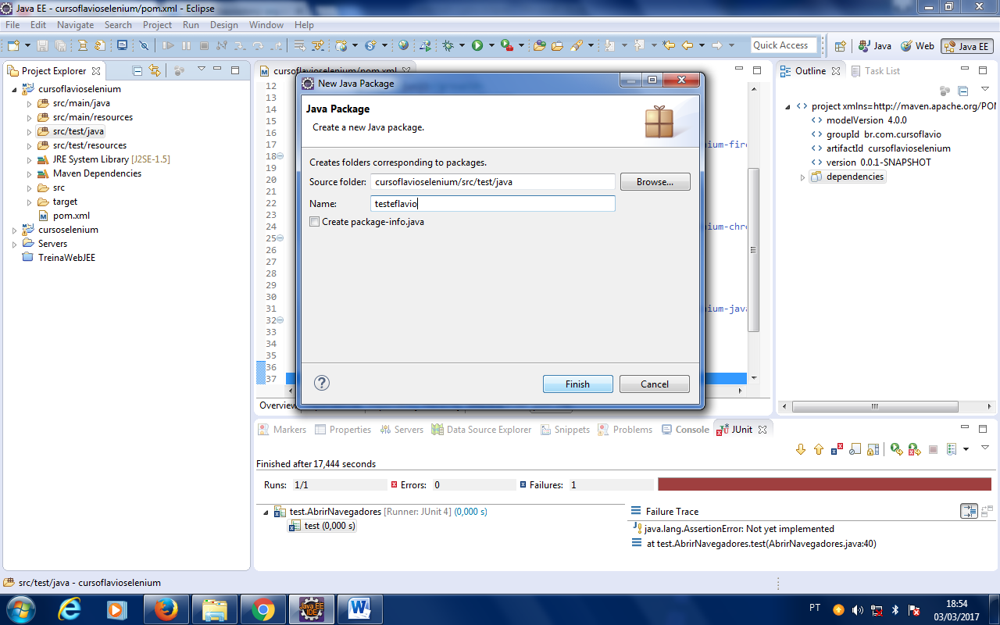 Java EE - cursoflavioselenium/pom.xml - Eclipse
File Edit Navigate Search Project Run Design Window Help
Quick Access
Java
Web
Java EE
Project Explorer
cursoflavioselenium
src/main/java
src/main/resources
src/test/java
src/test/resources
JRE System Library [J2SE-1.5]
Maven Dependencies
src
target
pom.xml
cursoselenium
Servers
TreinaWebJEE
cursoflavioselenium/pom.xml
12
13
14
15
16
17
18
19
20
21
22
23
24
25
26
27
28
29
30
31
32
33
34
35
36
37
nium-fire
nium-chro
nium-java
Overview
New Java Package
Java Package
Create a new Java package.
Creates folders corresponding to packages.
Source folder: cursoflavioselenium/src/test/java Browse...
Name: testeflavio
Create package-info.java
Finish Cancel
Outline Task List
project xmlns=http://maven.apache.org/POM
modelVersion 4.0.0
groupId br.com.cursoflavio
artifactId cursoflavioselenium
version 0.0.1-SNAPSHOT
dependencies
Markers Properties Servers Data Source Explorer Snippets Problems Console JUnit
Finished after 17,444 seconds
Runs: 1/1 Errors: 0 Failures: 1
test.AbrirNavegadores [Runner: JUnit 4] (0,000 s)
test (0,000 s)
Failure Trace
java.lang.AssertionError: Not yet implemented
at test.AbrirNavegadores.test(AbrirNavegadores.java:40)
src/test/java - cursoflavioselenium
Java EE
IDE
PT
18:54
03/03/2017